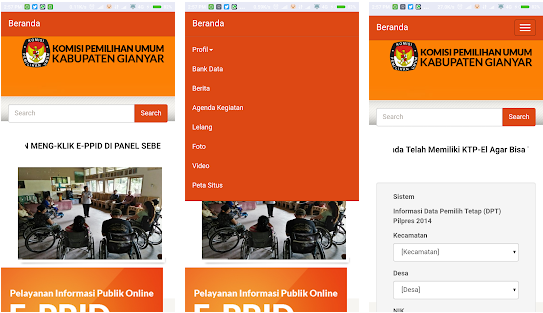 Beranda
KOMISI PEMILIHAN UMUM
KABUPATEN GIANYAR
Search
Search
N MENG-KLIK E-PPID DI PANEL SEBE
Pelayanan Informasi Publik Online
E-PPID
Beranda
Profil
Bank Data
Berita
Agenda Kegiatan
Lelang
Foto
Video
Peta Situs
Pelayanan Informasi Publik Online
E-PPID
Beranda
KOMISI PEMILIHAN UMUM
KABUPATEN GIANYAR
Search
Search
nda Telah Memiliki KTP-El Agar Bisa
Sistem
Informasi Data Pemilih Tetap (DPT)
Pilpres 2014
Kecamatan
[Kecamatan]
Desa
[Desa]
NIK